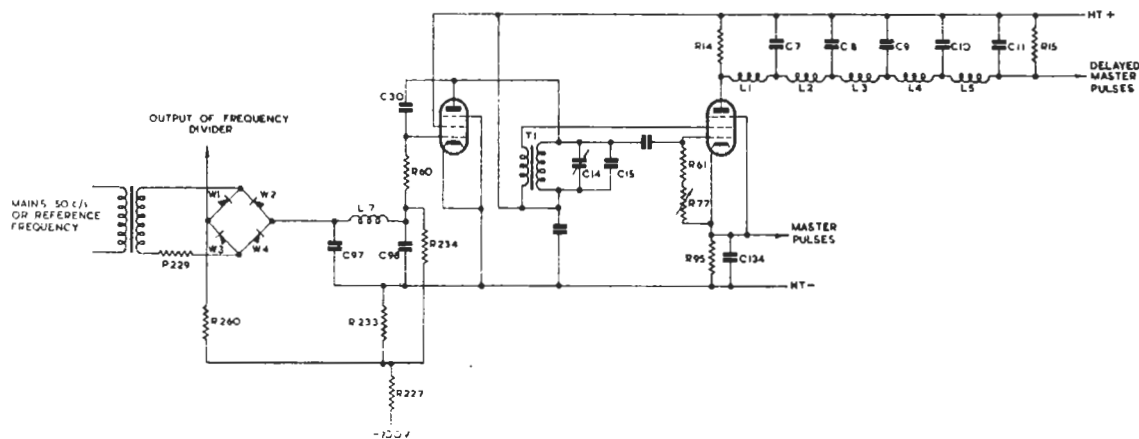 HT+
R14
C7
C8
C9
C10
C11
R15
L1
L2
L3
L4
L5
DELAYED
MASTER
PULSES
C30
OUTPUT OF FREQUENCY
DIVIDER
T1
R60
C14
C15
R61
R77
MAINS 50 c/s
OR REFERENCE
FREQUENCY
W1
W2
W3
W4
L7
R234
MASTER
PULSES
R229
C97
C98
R95
C134
HT-
R260
R233
R227
-100V